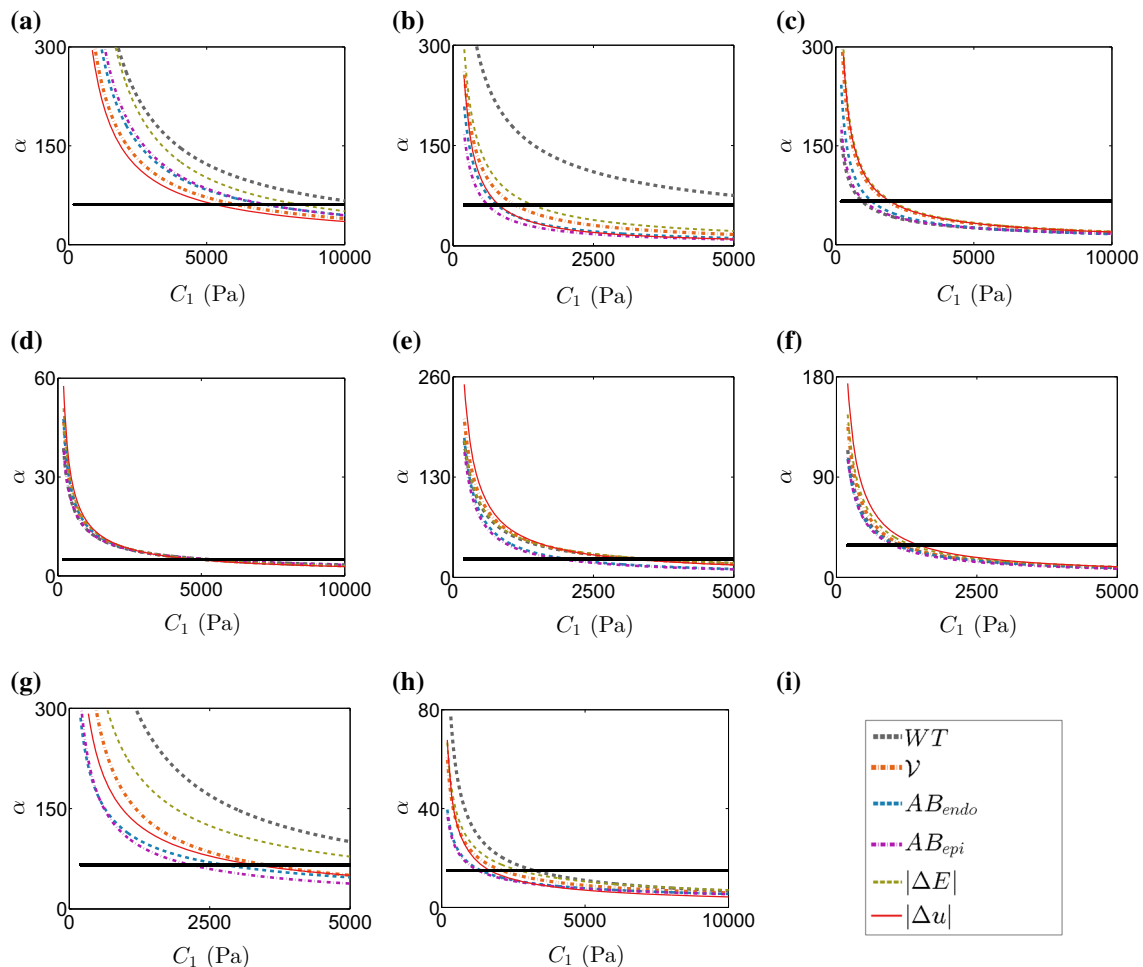 (a) (b) (c)
300 300 300
α α α
150 150 150
0 0 0
0 5000 10000 0 2500 5000 0 5000 10000
C₁ (Pa) C₁ (Pa) C₁ (Pa)
(d) (e) (f)
60 260 180
α α α
30 130 90
0 0 0
0 5000 10000 0 2500 5000 0 2500 5000
C₁ (Pa) C₁ (Pa) C₁ (Pa)
(g) (h) (i)
300 80
α α
150 40
0 0
0 2500 5000 0 5000 10000
C₁ (Pa) C₁ (Pa)
WT
𝒱
AB_endo
AB_epi
|ΔE|
|Δu|